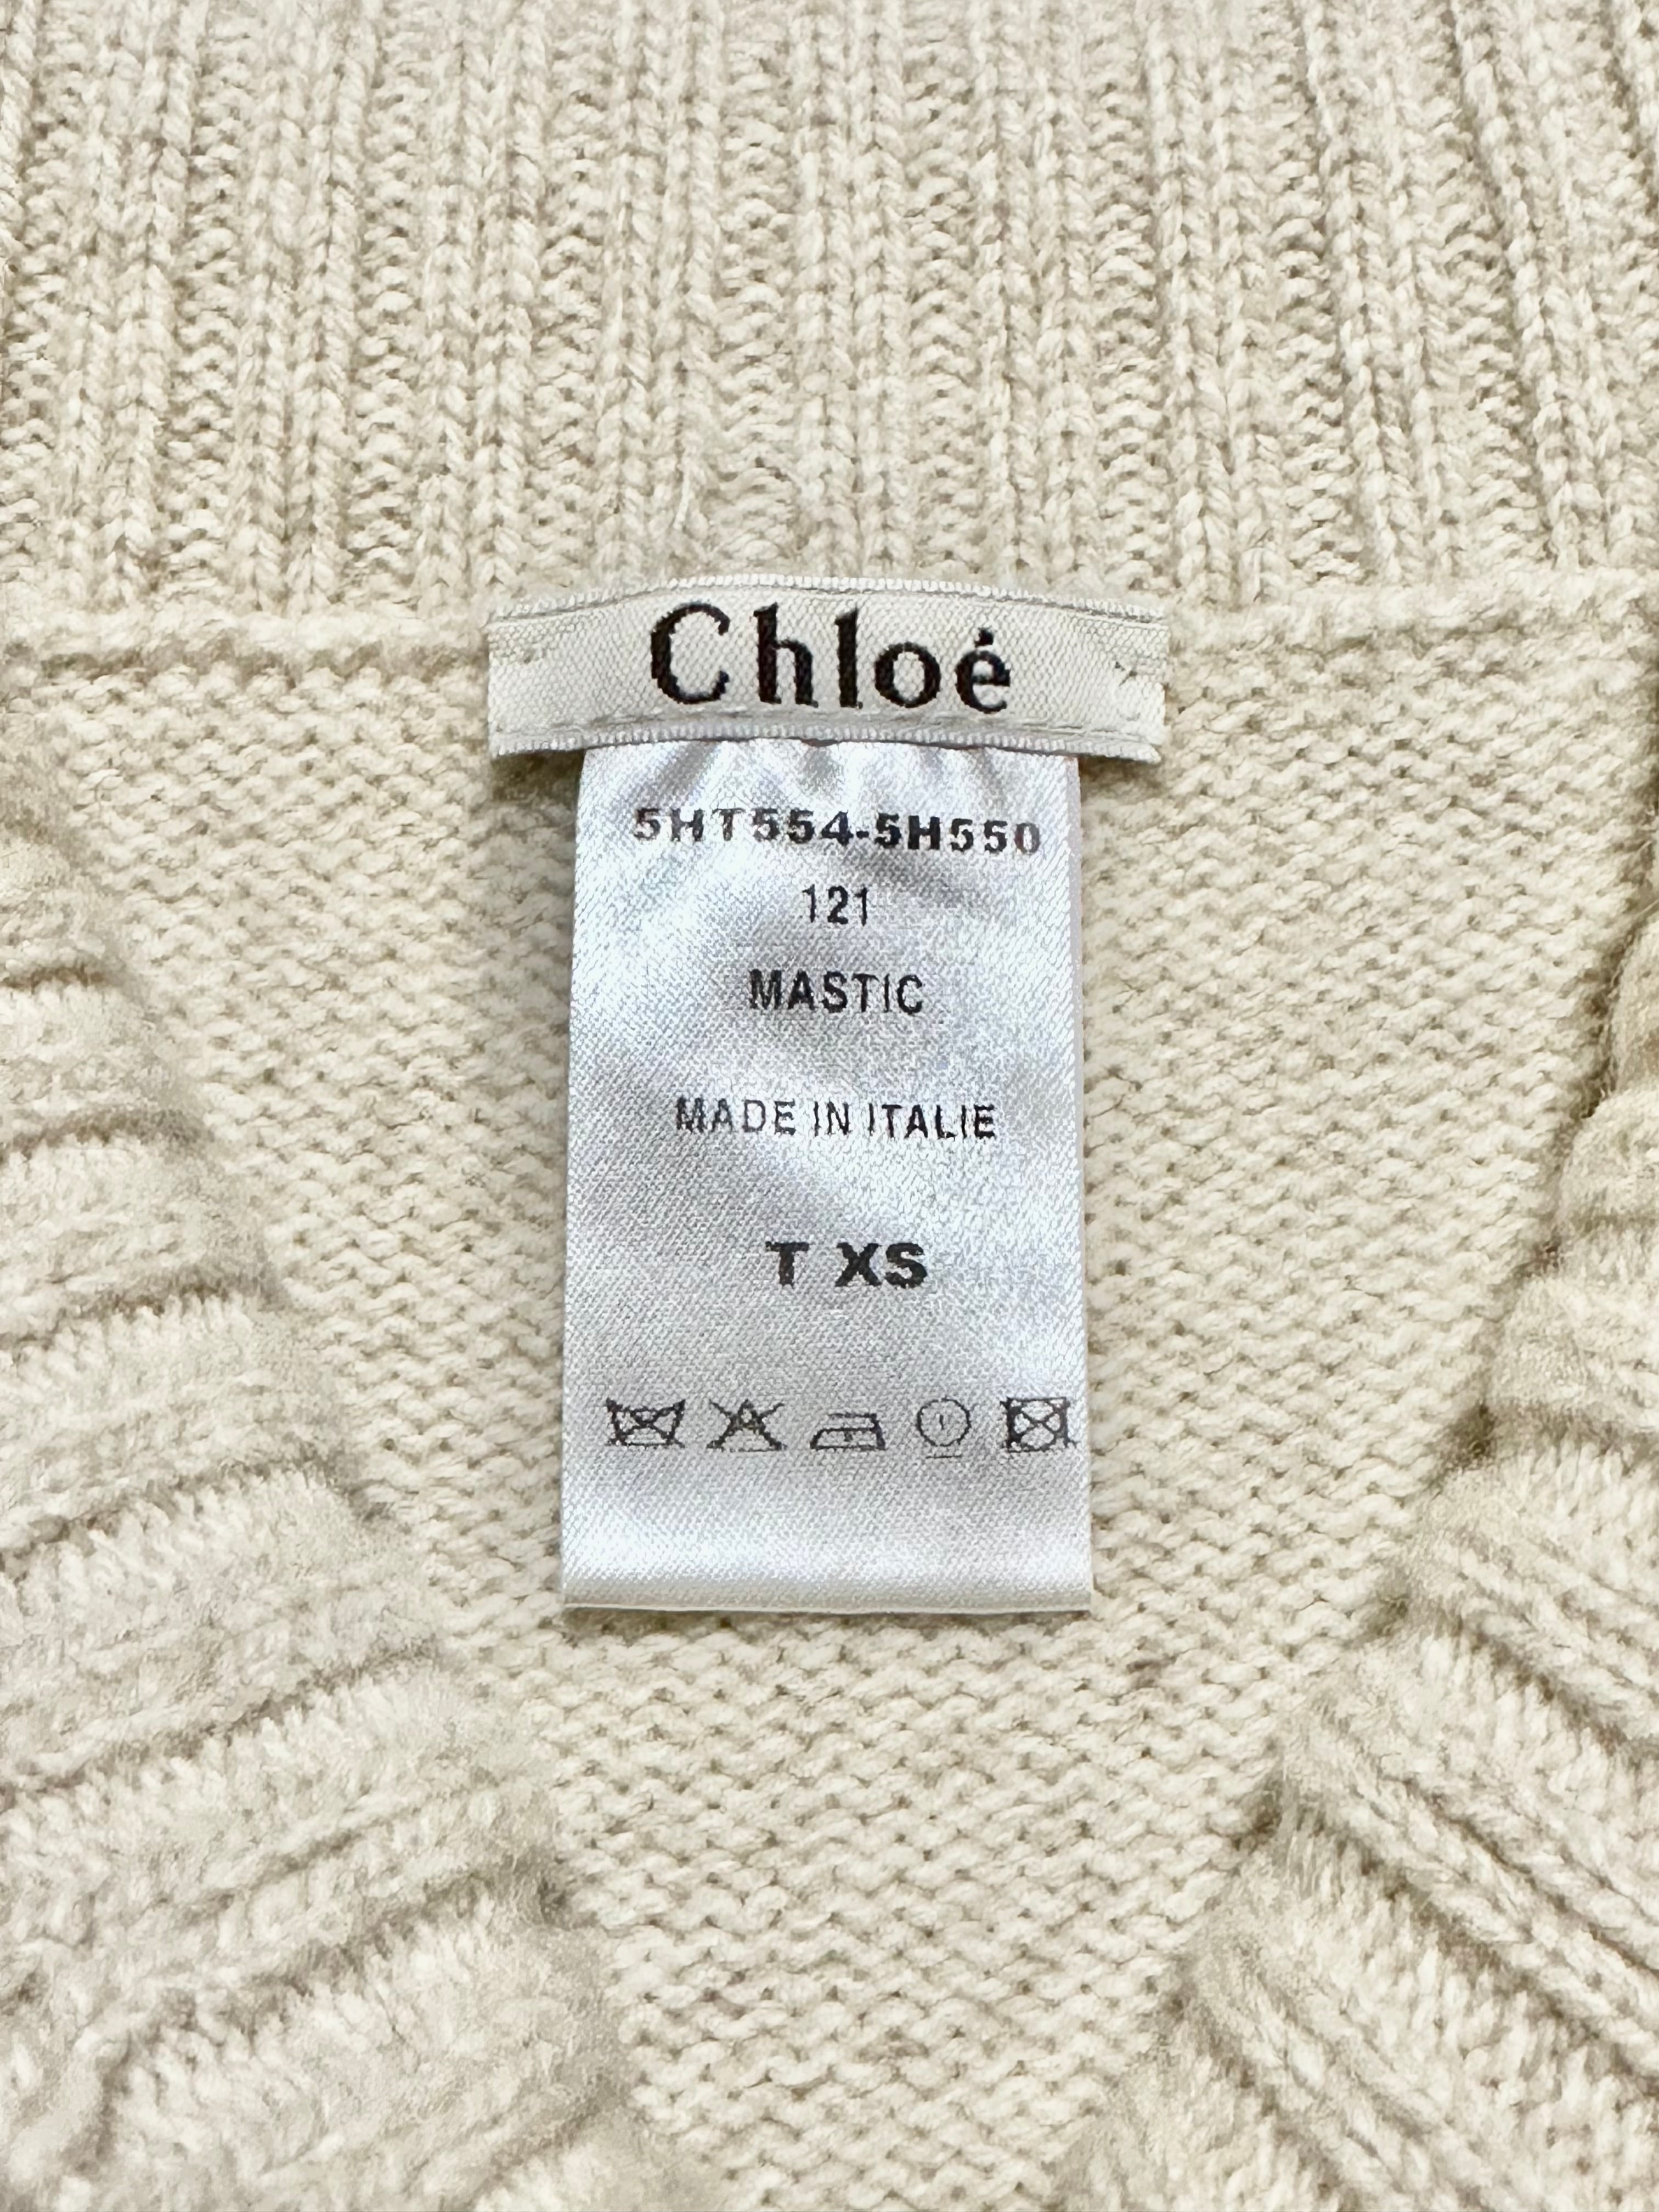 Chloé
5HT554-5H550
121
MASTIC
MADE IN ITALIE
T XS